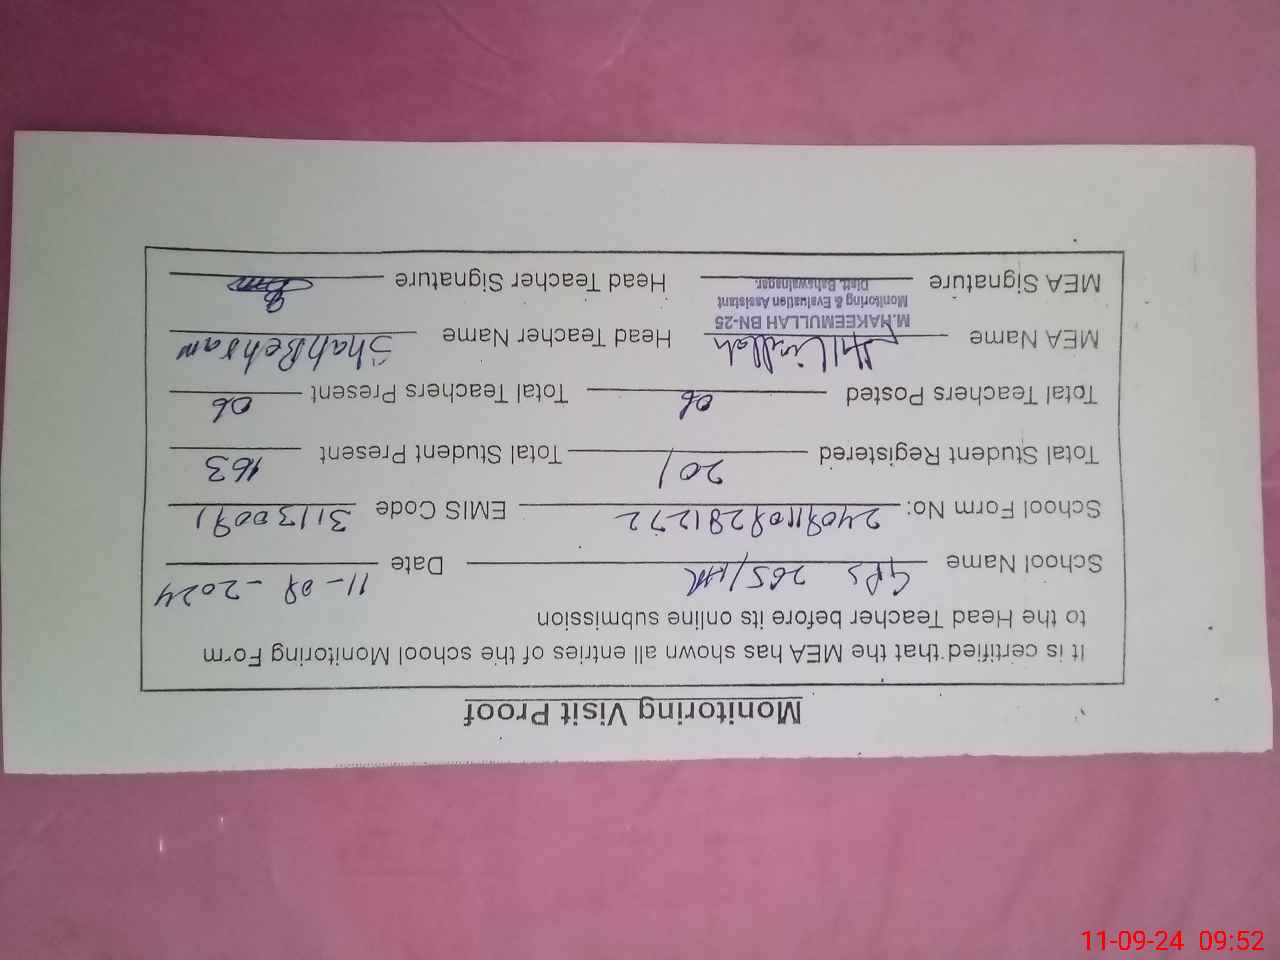 Monitoring Visit Proof
It is certified that the MEA has shown all entries of the school Monitoring Form
to the Head Teacher before its online submission
School Name GPS 265/HR Date 11-09-2024
School Form No: EMIS Code 31130091
Total Student Registered 201 Total Student Present 163
Total Teachers Posted 06 Total Teachers Present 06
MEA Name Head Teacher Name Shah Behram
M.HAKEEMULLAH BN-25
Monitoring & Evaluation Assistant
Distt. Bahawalnagar.
MEA Signature Head Teacher Signature
11-09-24 09:52